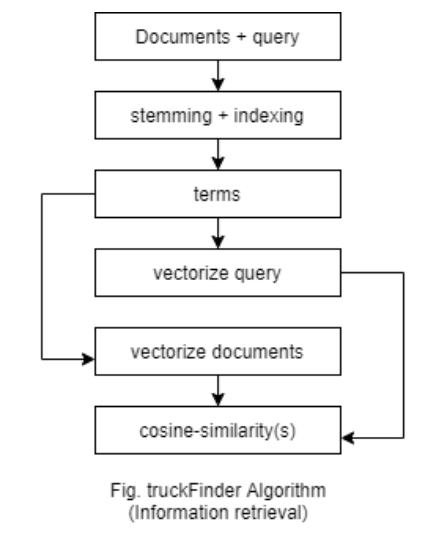 Documents + query
stemming + indexing
terms
vectorize query
vectorize documents
cosine-similarity(s)
Fig. truckFinder Algorithm
(Information retrieval)